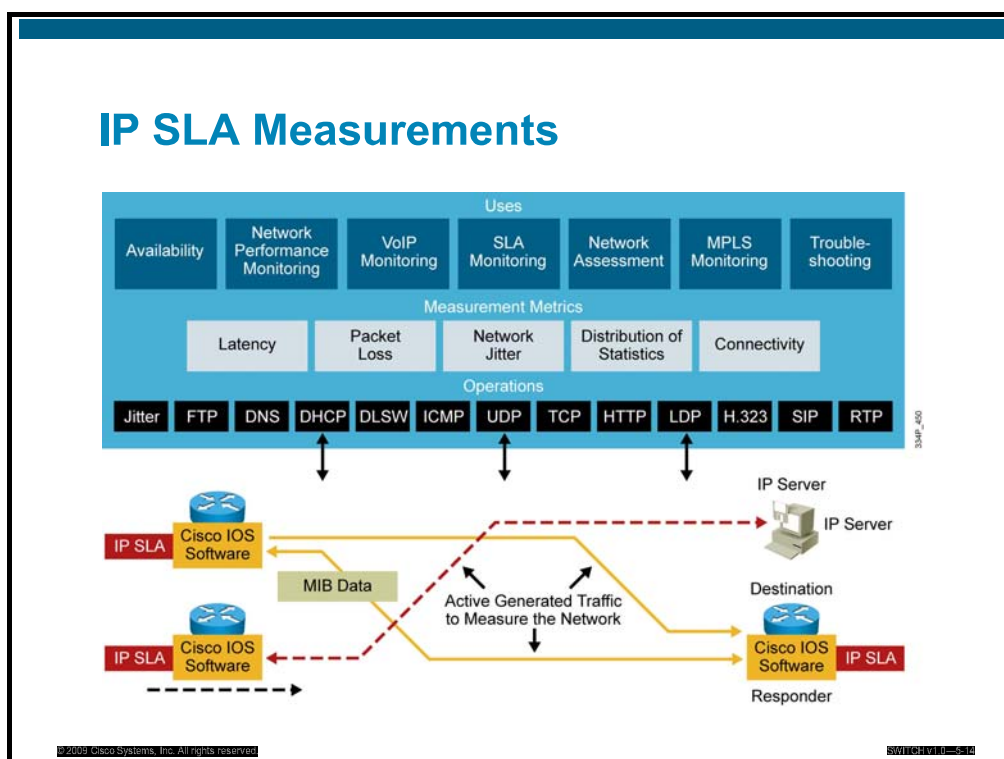 IP SLA Measurements
Uses
Availability
Network
Performance
Monitoring
VoIP
Monitoring
SLA
Monitoring
Network
Assessment
MPLS
Monitoring
Trouble-
shooting
Measurement Metrics
Latency
Packet
Loss
Network
Jitter
Distribution of
Statistics
Connectivity
Operations
Jitter
FTP
DNS
DHCP
DLSW
ICMP
UDP
TCP
HTTP
LDP
H.323
SIP
RTP
334P_450
IP Server
IP Server
IP SLA
Cisco IOS
Software
MIB Data
Active Generated Traffic
to Measure the Network
Destination
IP SLA
Cisco IOS
Software
Cisco IOS
Software
IP SLA
Responder
© 2009 Cisco Systems, Inc. All rights reserved.
SWITCH v1.0—5-14